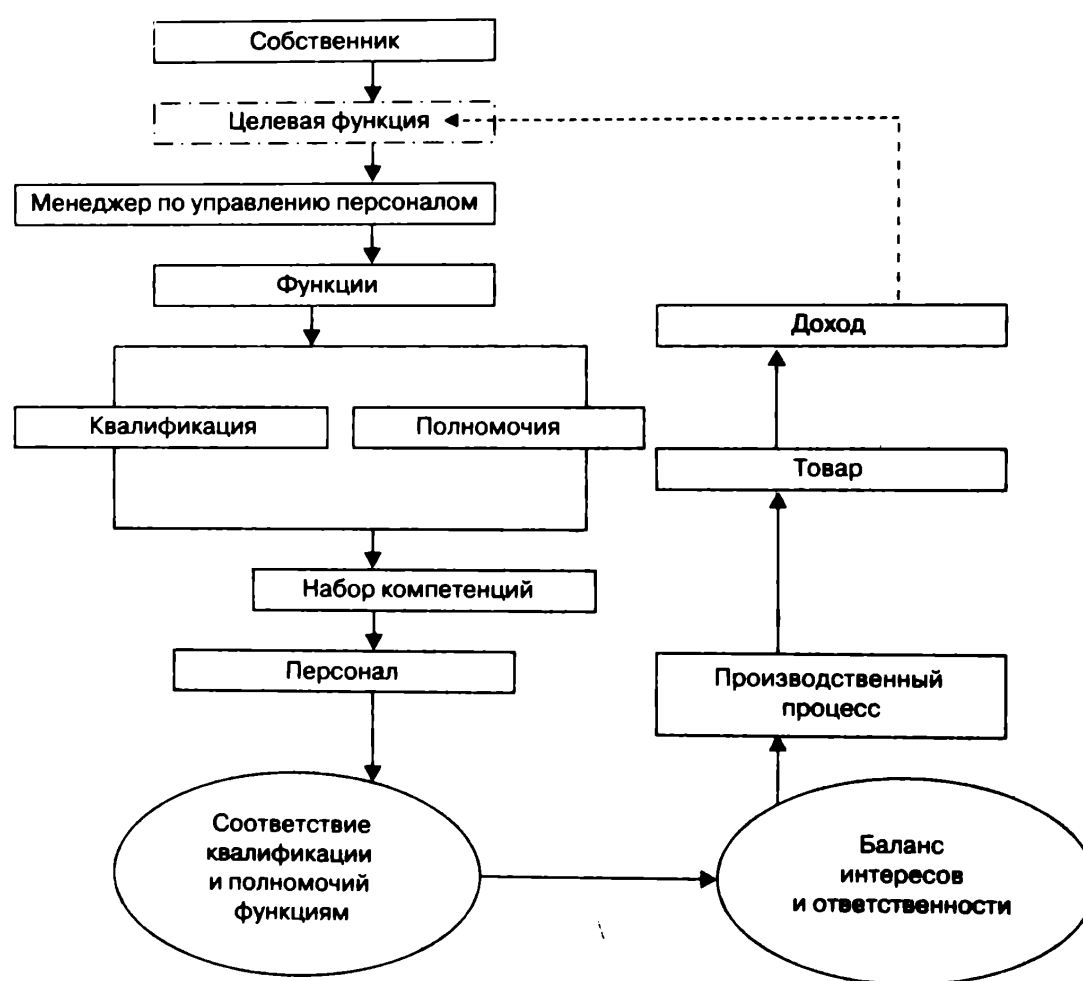 Собственник
Целевая функция
Менеджер по управлению персоналом
Функции
Доход
Квалификация
Полномочия
Товар
Набор компетенций
Персонал
Производственный
процесс
Соответствие
квалификации
и полномочий
функциям
Баланс
интересов
и ответственности